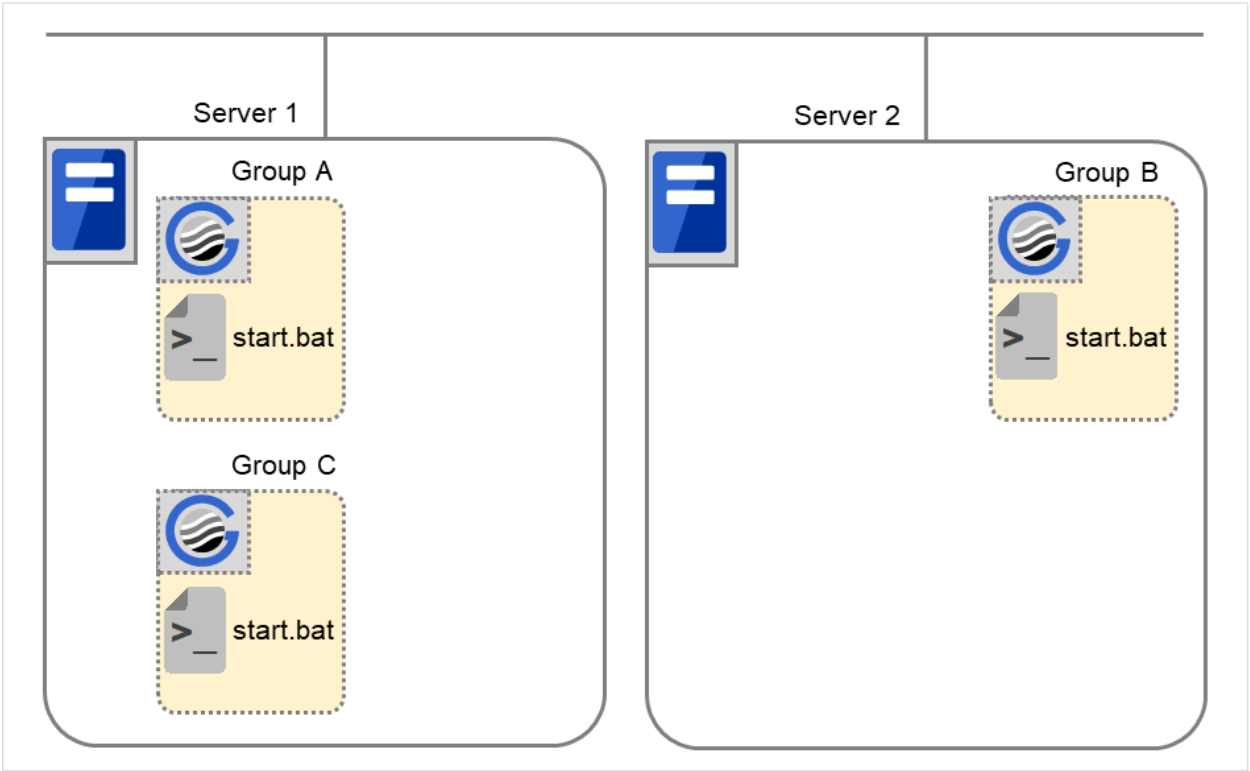 Server 1
Group A
start.bat
Group C
start.bat
Server 2
Group B
start.bat